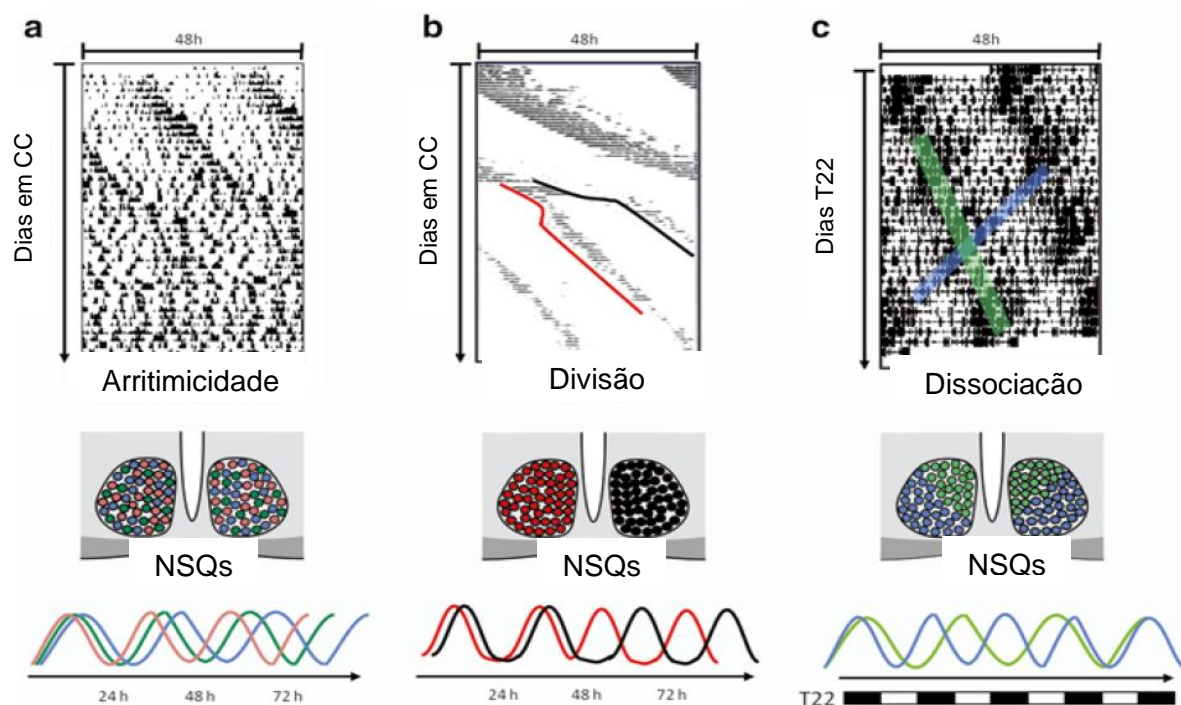 a
48h
Dias em CC
Arritimicidade
NSQs
24 h 48 h 72 h
b
48h
Dias em CC
Divisão
NSQs
24 h 48 h 72 h
c
48h
Dias T22
Dissociação
NSQs
T22